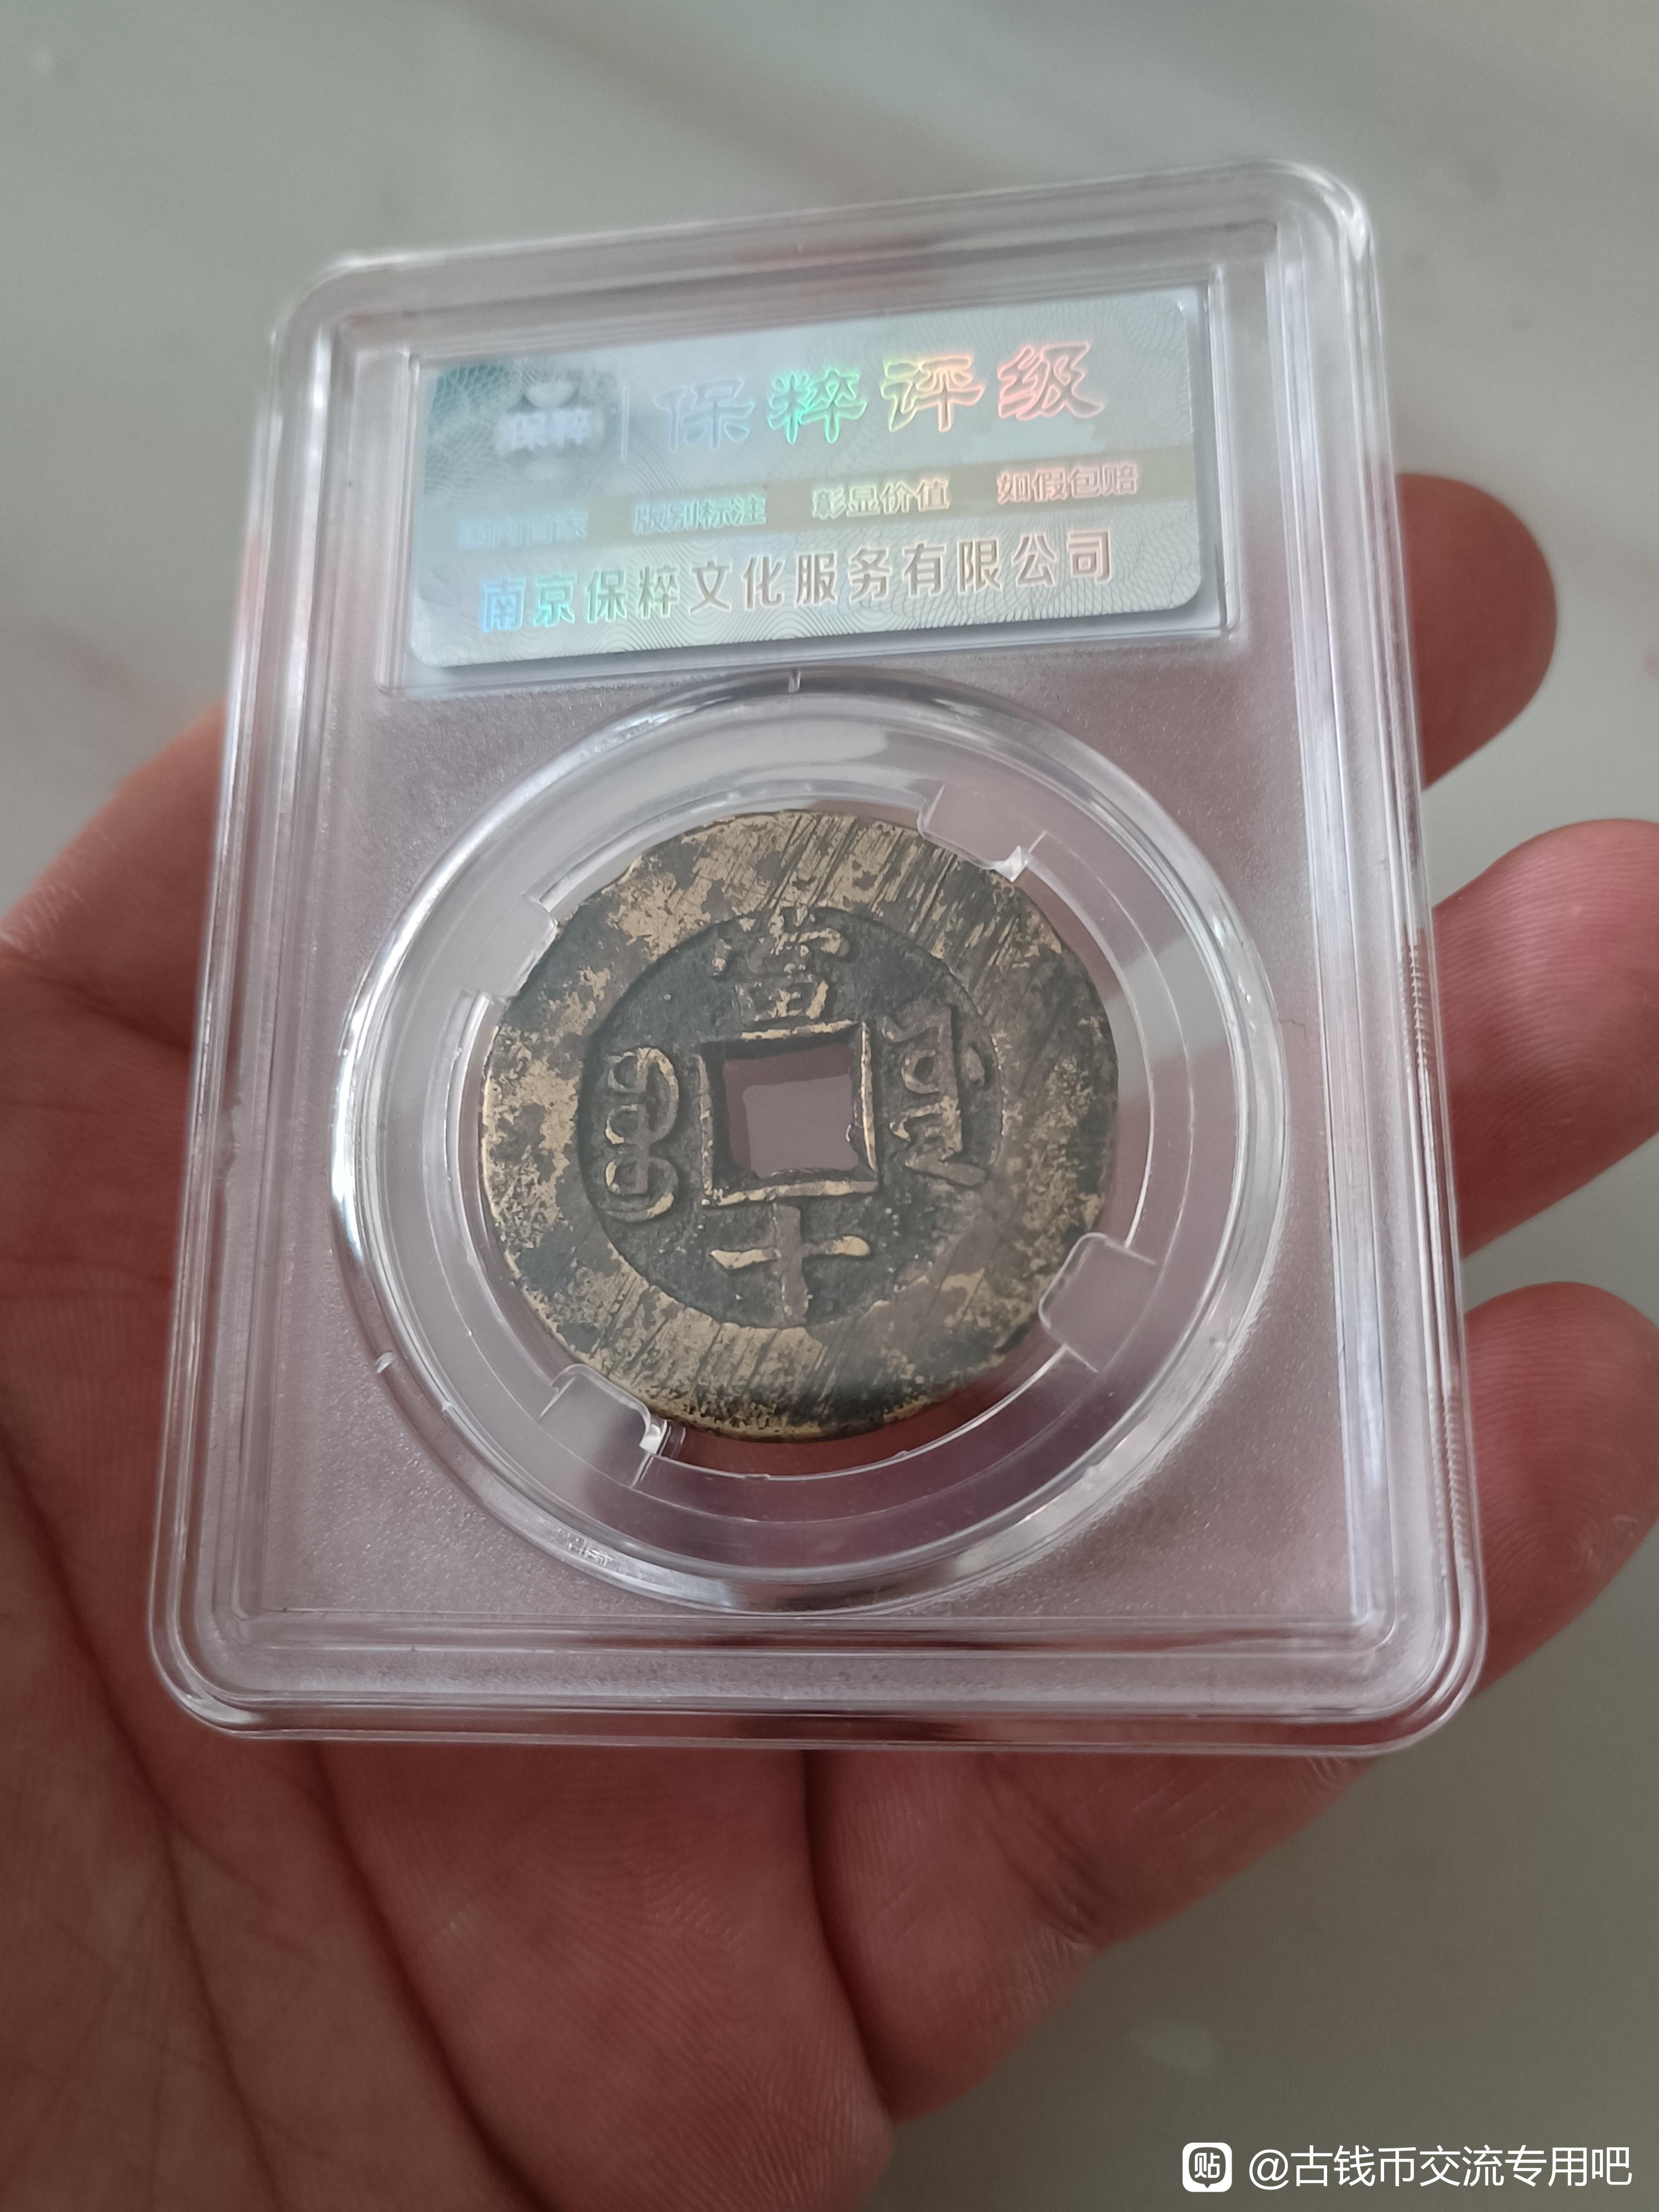 保粹 保粹评级
版别标注 彰显价值 如假包赔
南京保粹文化服务有限公司
當
十
贴 @古钱币交流专用吧